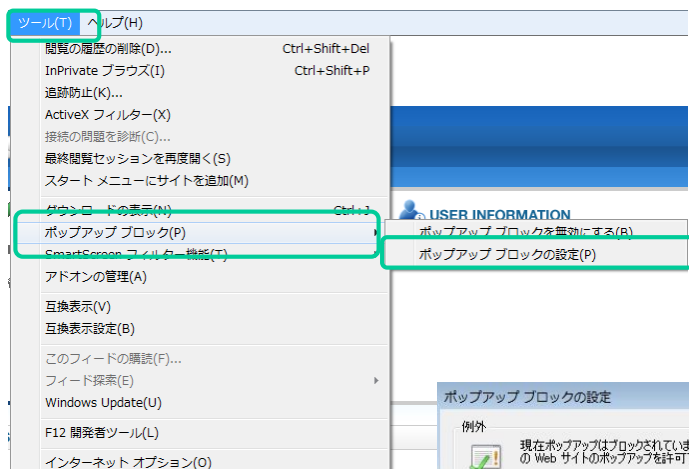 ツール(T) ヘルプ(H)
閲覧の履歴の削除(D)... Ctrl+Shift+Del
InPrivate ブラウズ(I) Ctrl+Shift+P
追跡防止(K)...
ActiveX フィルター(X)
接続の問題を診断(C)...
最終閲覧セッションを再度開く(S)
スタート メニューにサイトを追加(M)
ダウンロードの表示(N) Ctrl+J
USER INFORMATION
ポップアップ ブロック(P)
ポップアップ ブロックを無効にする(B)
SmartScreen フィルター機能(T)
ポップアップ ブロックの設定(P)
アドオンの管理(A)
互換表示(V)
互換表示設定(B)
このフィードの購読(F)...
フィード探索(E)
Windows Update(U)
F12 開発者ツール(L)
インターネット オプション(O)
ポップアップ ブロックの設定
例外
現在ポップアップはブロックされていま
の Web サイトのポップアップを許可